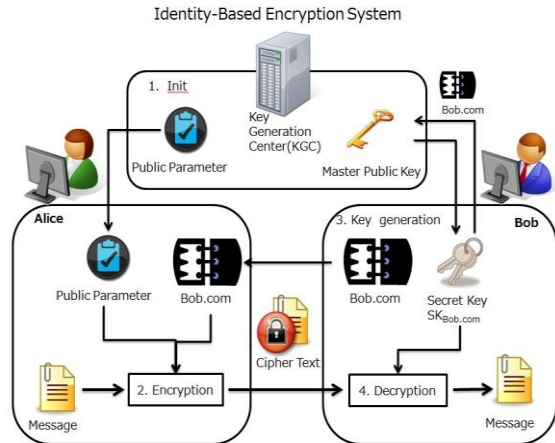 Identity-Based Encryption System
1. Init
Key
Generation
Center(KGC)
Public Parameter
Master Public Key
Bob.com
Alice
3. Key generation
Bob
Public Parameter
Bob.com
Bob.com
Secret Key
SKBob.com
Cipher Text
2. Encryption
4. Decryption
Message
Message